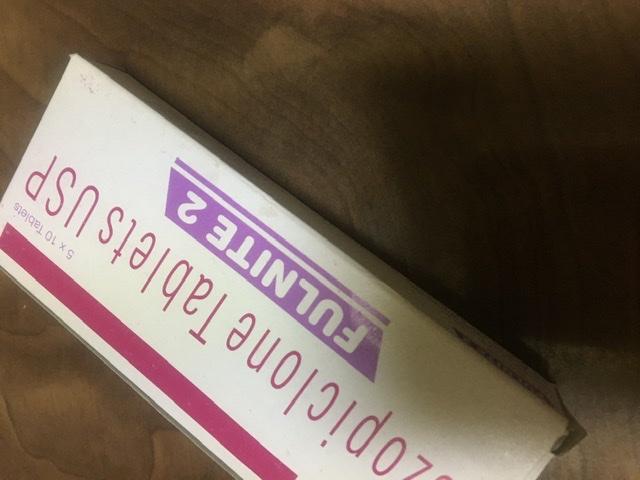 5 x 10 Tablets
zopiclone Tablets USP
FULNITE 2